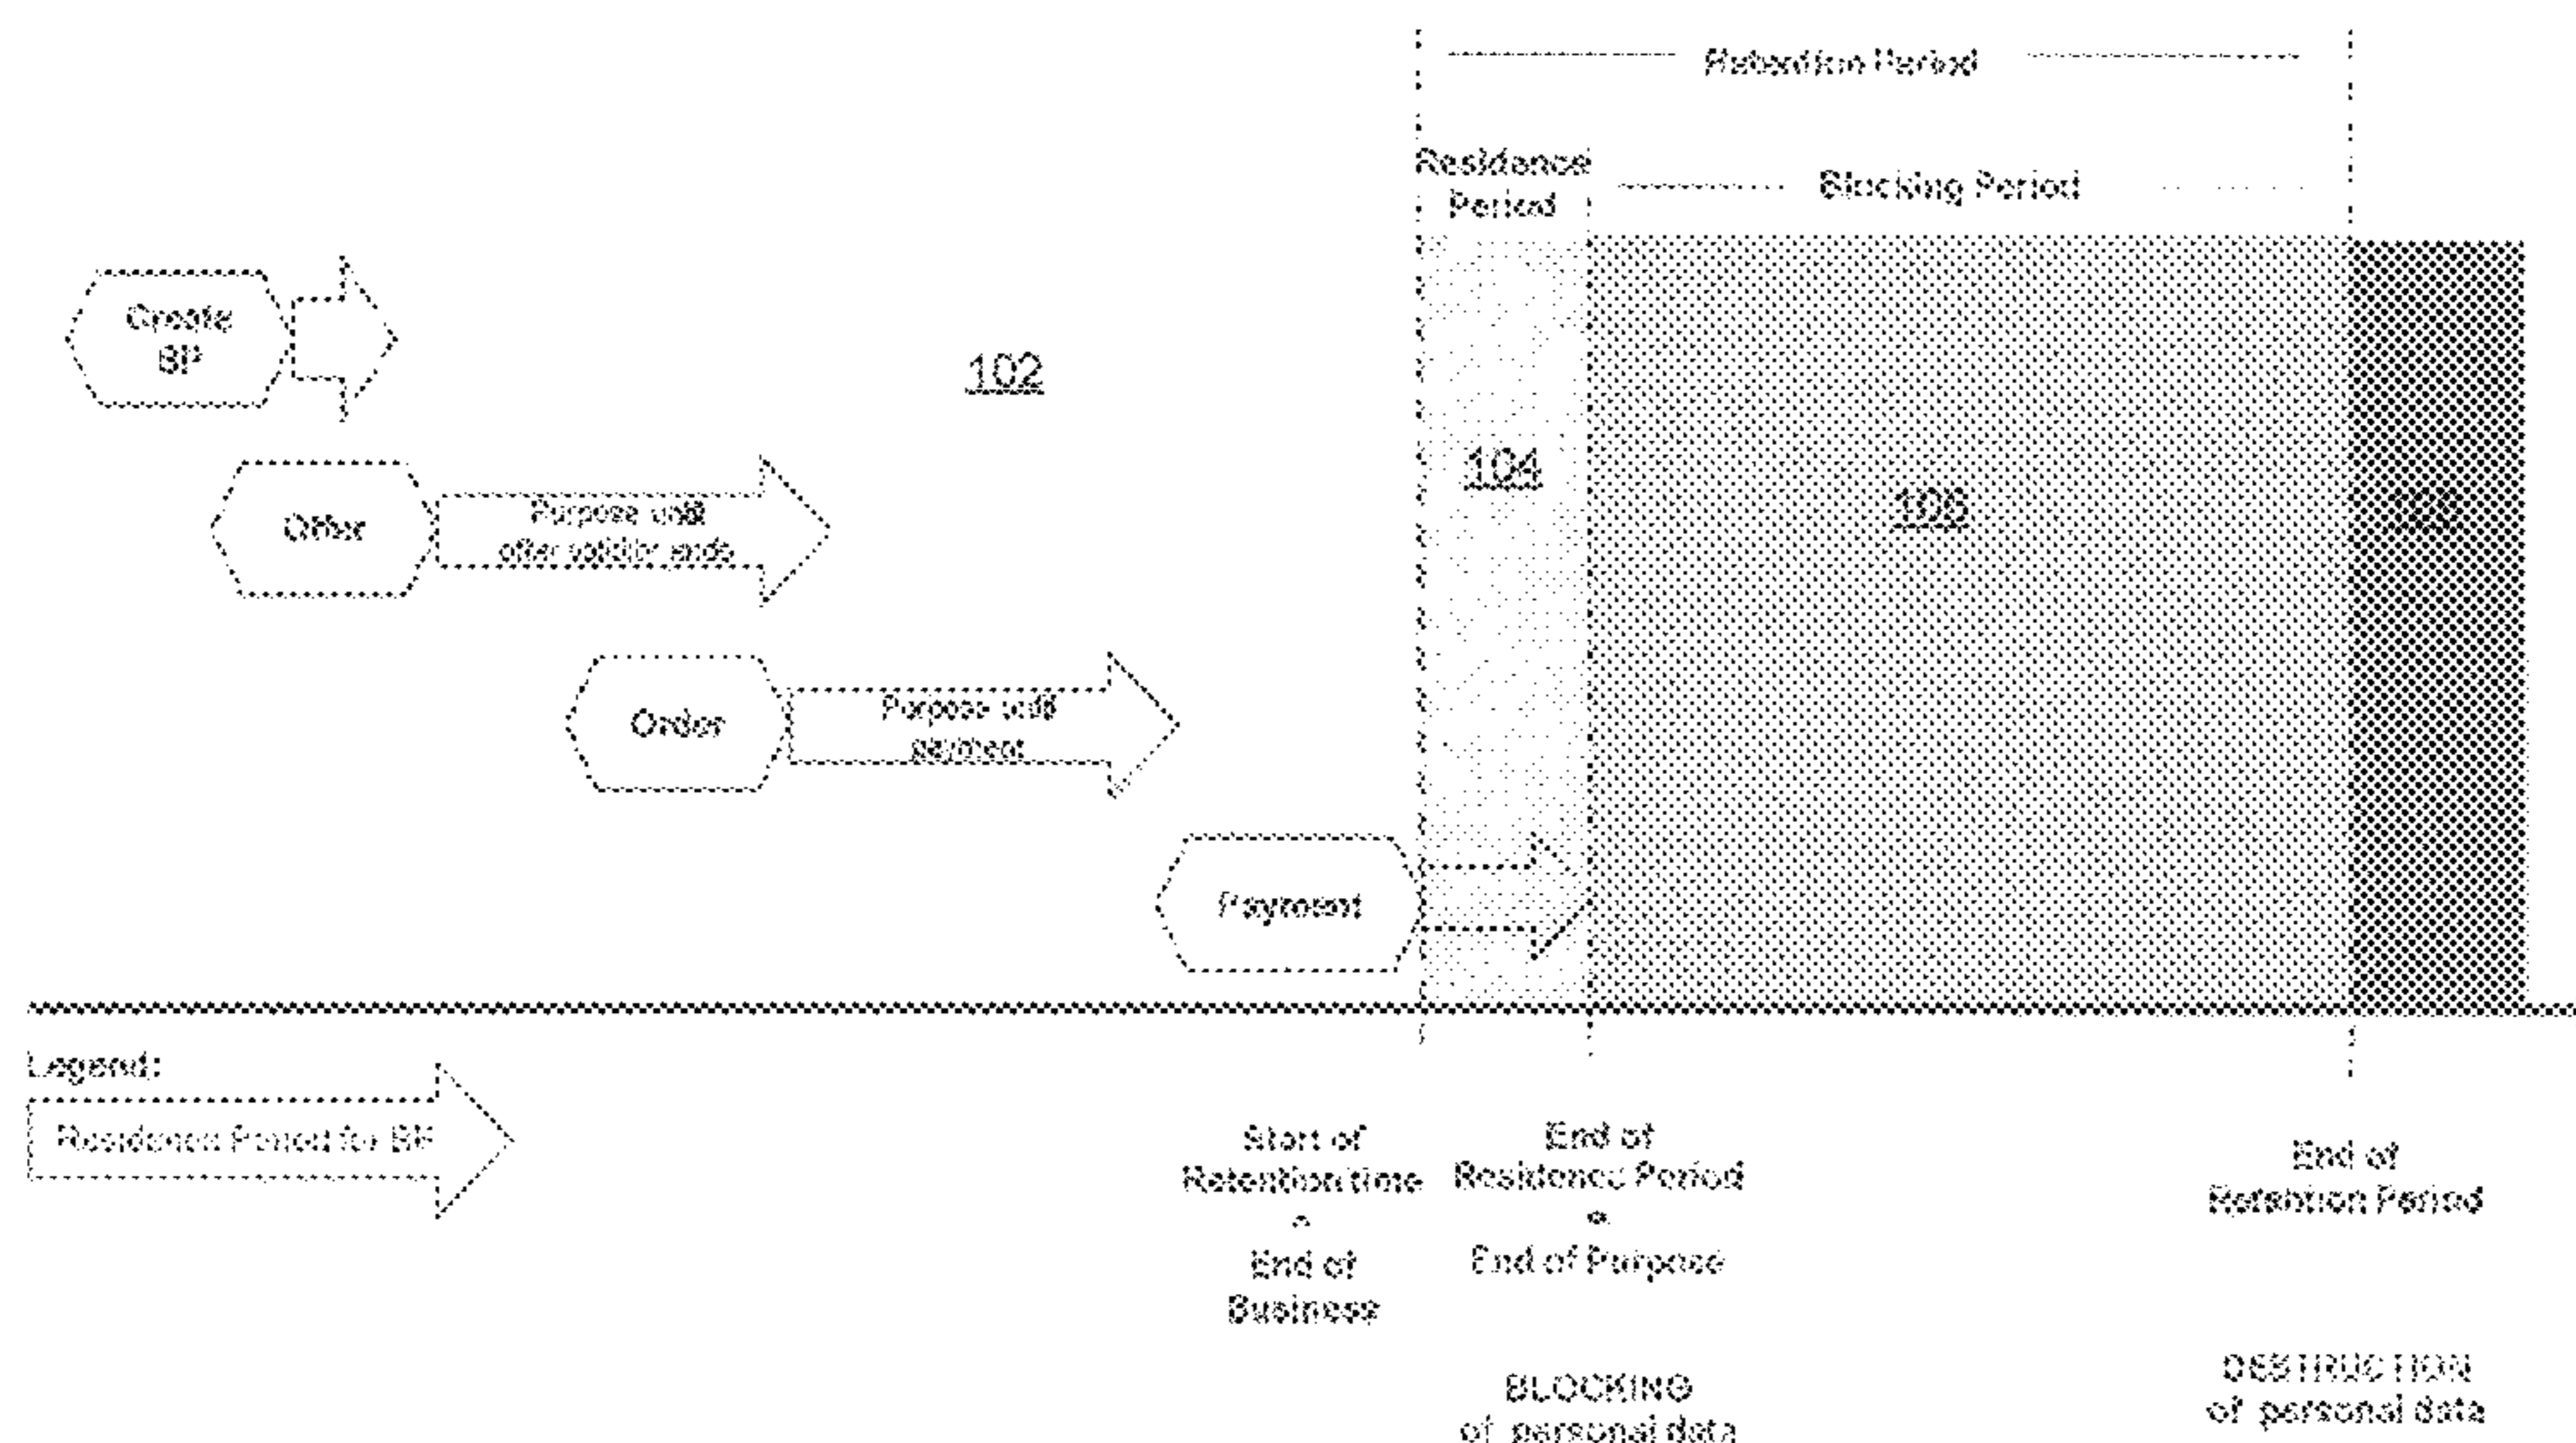 Retention Period
Residence
Period
Blocking Period
Create
BP
102
104
106
108
Offer
Purpose until
offer validity ends
Order
Purpose until
payment
Payment
Legend:
Residence Period for BP
Start of
Retention time
=
End of
Business
End of
Residence Period
=
End of Purpose
BLOCKING
of personal data
End of
Retention Period
DESTRUCTION
of personal data